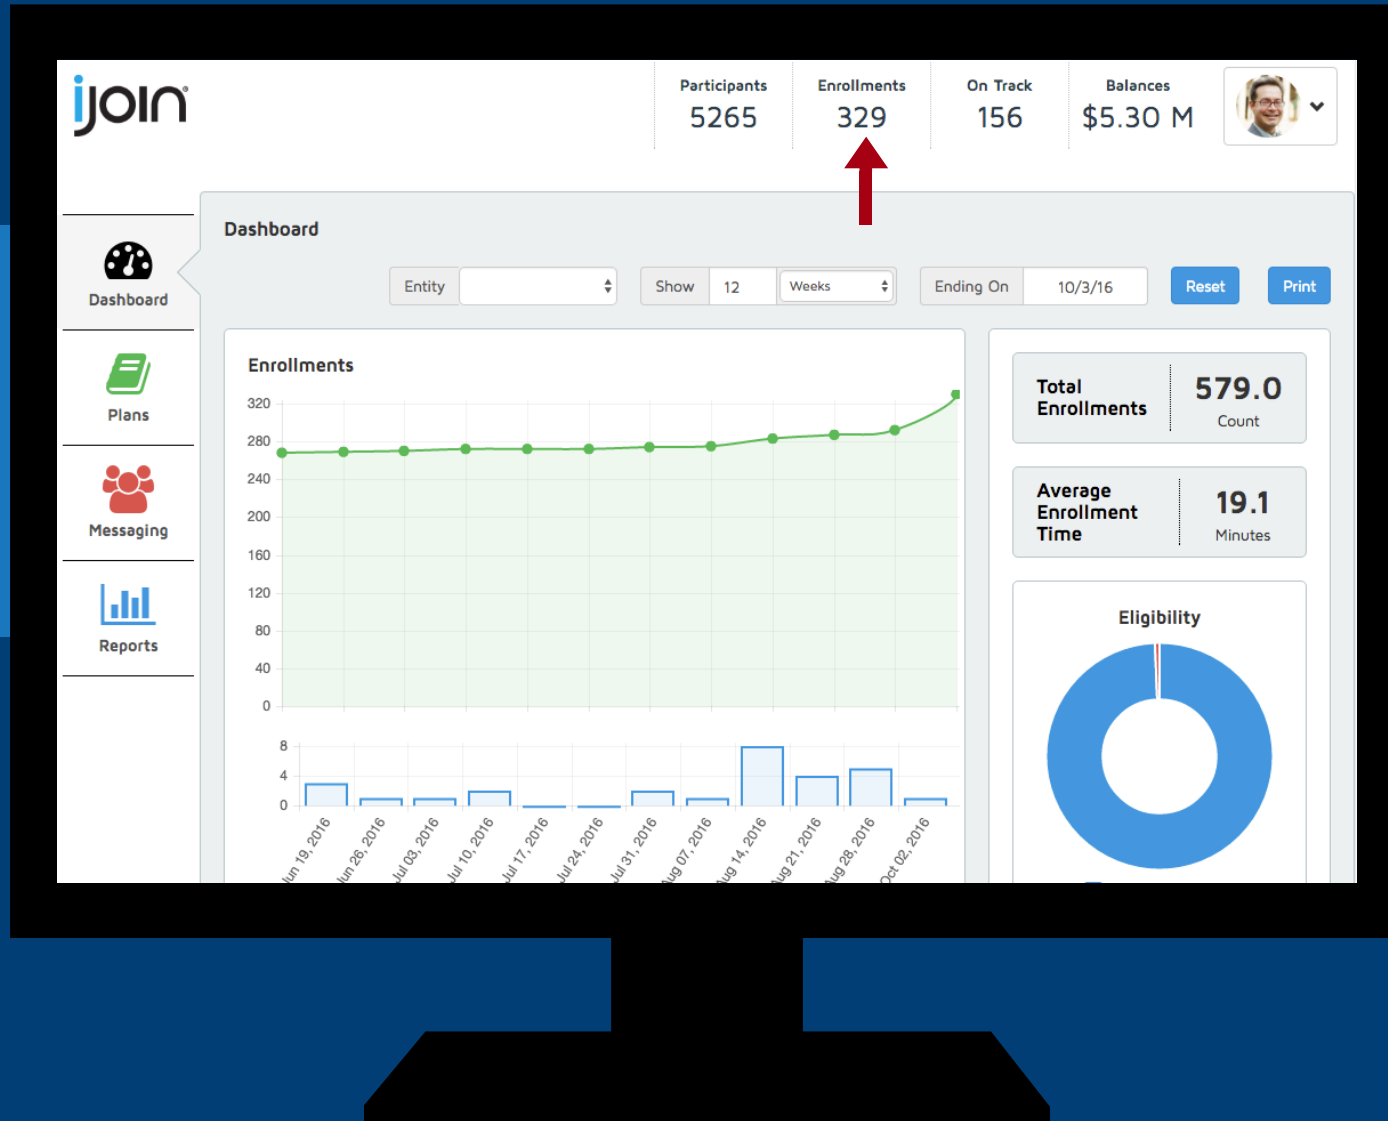 ijoin®
Participants
5265
Enrollments
329
On Track
156
Balances
$5.30 M
Dashboard
Plans
Messaging
Reports
Dashboard
Entity
Show 12 Weeks
Ending On 10/3/16
Reset
Print
Enrollments
320
280
240
200
160
120
80
40
0
8
4
0
Jun 19, 2016
Jun 26, 2016
Jul 03, 2016
Jul 10, 2016
Jul 17, 2016
Jul 24, 2016
Jul 31, 2016
Aug 07, 2016
Aug 14, 2016
Aug 21, 2016
Aug 28, 2016
Oct 02, 2016
Total
Enrollments
579.0
Count
Average
Enrollment
Time
19.1
Minutes
Eligibility